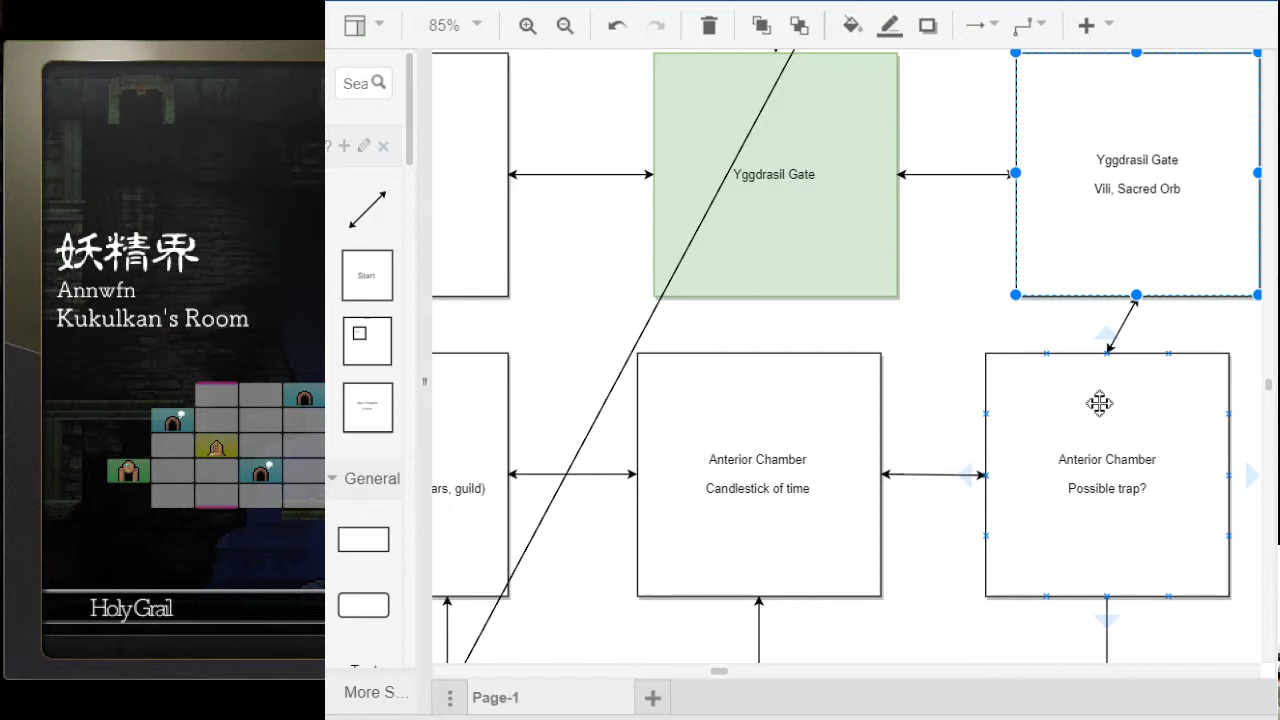 妖精界
Annwfn
Kukulkan's Room
Holy Grail
85%
Sea
?
Start
General
More S...
Yggdrasil Gate
Yggdrasil Gate
Vili, Sacred Orb
ars, guild)
Anterior Chamber
Candlestick of time
Anterior Chamber
Possible trap?
Page-1